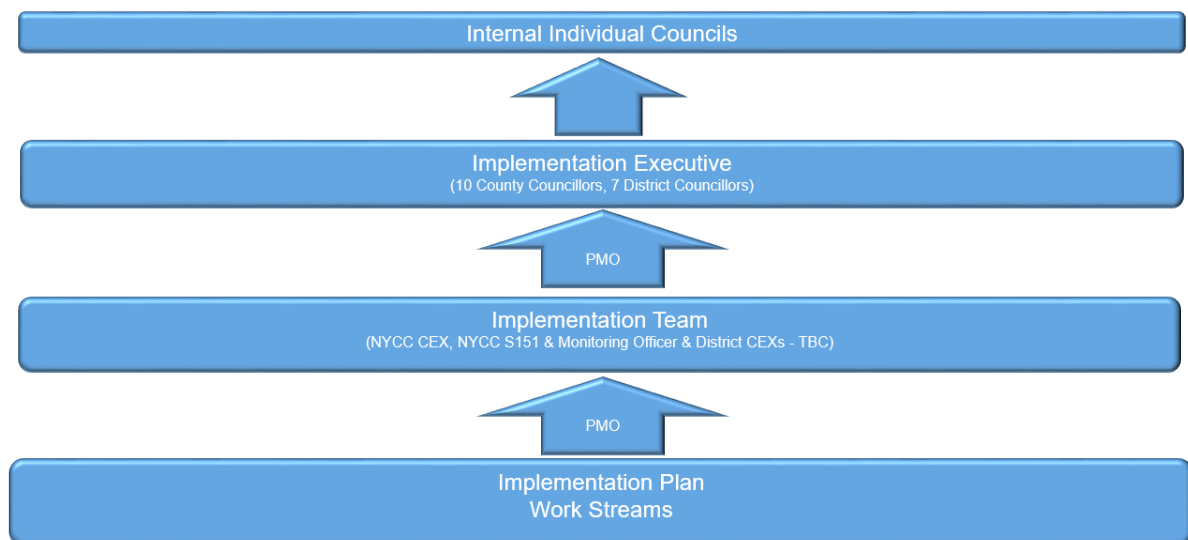 Internal Individual Councils
Implementation Executive
(10 County Councillors, 7 District Councillors)
PMO
Implementation Team
(NYCC CEX, NYCC S151 & Monitoring Officer & District CEXs - TBC)
PMO
Implementation Plan
Work Streams